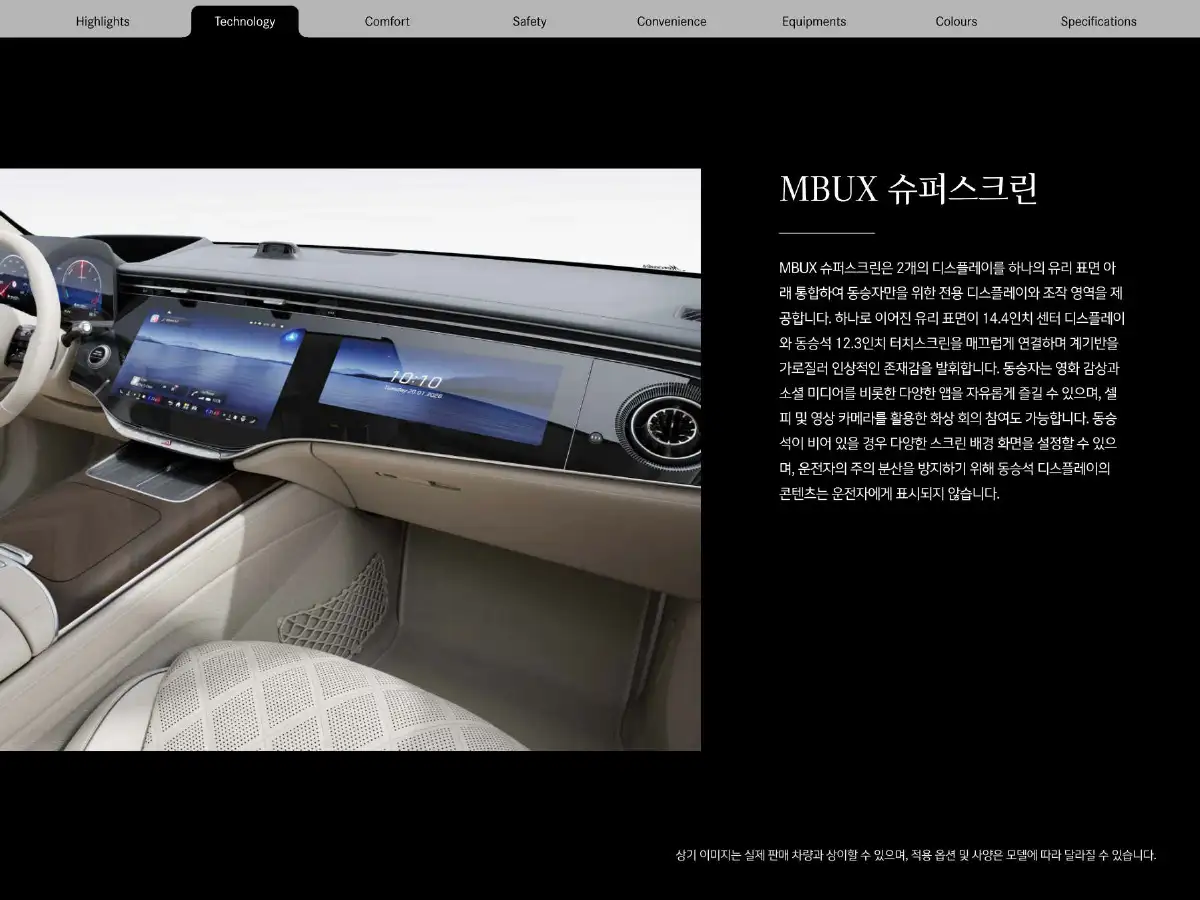 Highlights
Technology
Comfort
Safety
Convenience
Equipments
Colours
Specifications
MBUX 슈퍼스크린
MBUX 슈퍼스크린은 2개의 디스플레이를 하나의 유리 표면 아
래 통합하여 동승자만을 위한 전용 디스플레이와 조작 영역을 제
공합니다. 하나로 이어진 유리 표면이 14.4인치 센터 디스플레이
와 동승석 12.3인치 터치스크린을 매끄럽게 연결하며 계기반을
가로질러 인상적인 존재감을 발휘합니다. 동승자는 영화 감상과
소셜 미디어를 비롯한 다양한 앱을 자유롭게 즐길 수 있으며, 셀
피 및 영상 카메라를 활용한 화상 회의 참여도 가능합니다. 동승
석이 비어 있을 경우 다양한 스크린 배경 화면을 설정할 수 있으
며, 운전자의 주의 분산을 방지하기 위해 동승석 디스플레이의
콘텐츠는 운전자에게 표시되지 않습니다.
10:10
Tuesday 20.01.2026
상기 이미지는 실제 판매 차량과 상이할 수 있으며, 적용 옵션 및 사양은 모델에 따라 달라질 수 있습니다.